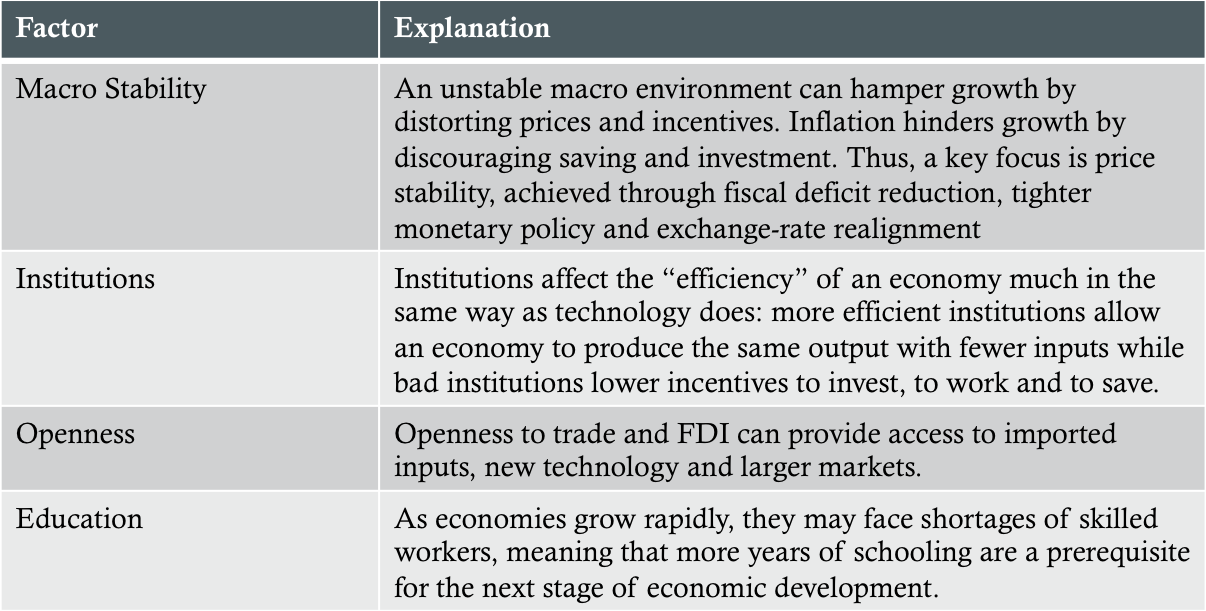 Factor
Explanation
Macro Stability
An unstable macro environment can hamper growth by
distorting prices and incentives. Inflation hinders growth by
discouraging saving and investment. Thus, a key focus is price
stability, achieved through fiscal deficit reduction, tighter
monetary policy and exchange-rate realignment
Institutions
Institutions affect the “efficiency” of an economy much in the
same way as technology does: more efficient institutions allow
an economy to produce the same output with fewer inputs while
bad institutions lower incentives to invest, to work and to save.
Openness
Openness to trade and FDI can provide access to imported
inputs, new technology and larger markets.
Education
As economies grow rapidly, they may face shortages of skilled
workers, meaning that more years of schooling are a prerequisite
for the next stage of economic development.